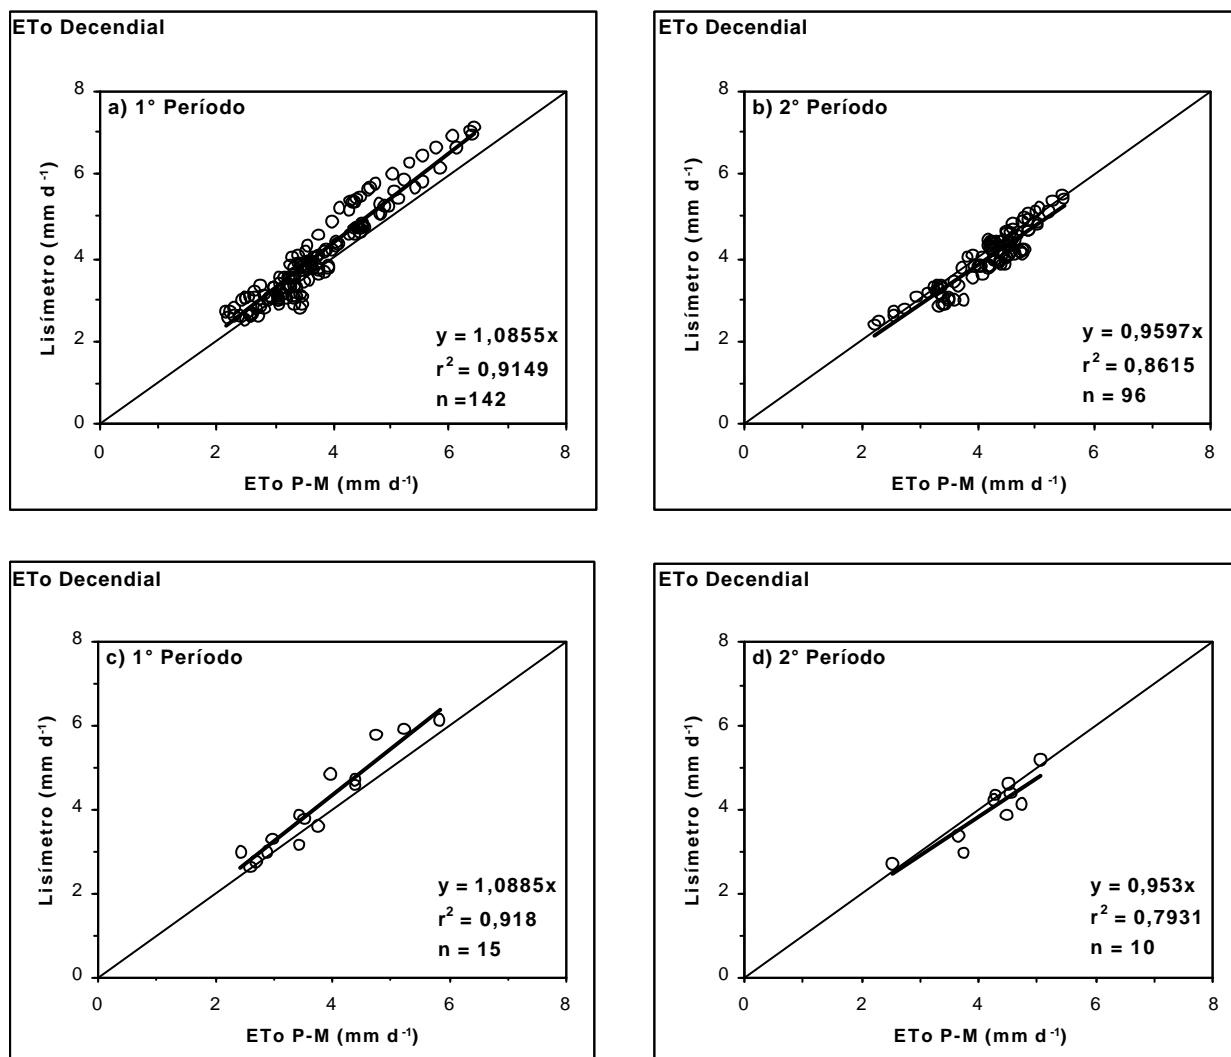 ETo Decendial
a) 1° Período
Lisímetro (mm d-1)
8
6
4
2
0
y = 1,0855x
r2 = 0,9149
n =142
0 2 4 6 8
ETo P-M (mm d-1)
ETo Decendial
b) 2° Período
Lisímetro (mm d-1)
8
6
4
2
0
y = 0,9597x
r2 = 0,8615
n = 96
0 2 4 6 8
ETo P-M (mm d-1)
ETo Decendial
c) 1° Período
Lisímetro (mm d-1)
8
6
4
2
0
y = 1,0885x
r2 = 0,918
n = 15
0 2 4 6 8
ETo P-M (mm d-1)
ETo Decendial
d) 2° Período
Lisímetro (mm d-1)
8
6
4
2
0
y = 0,953x
r2 = 0,7931
n = 10
0 2 4 6 8
ETo P-M (mm d-1)